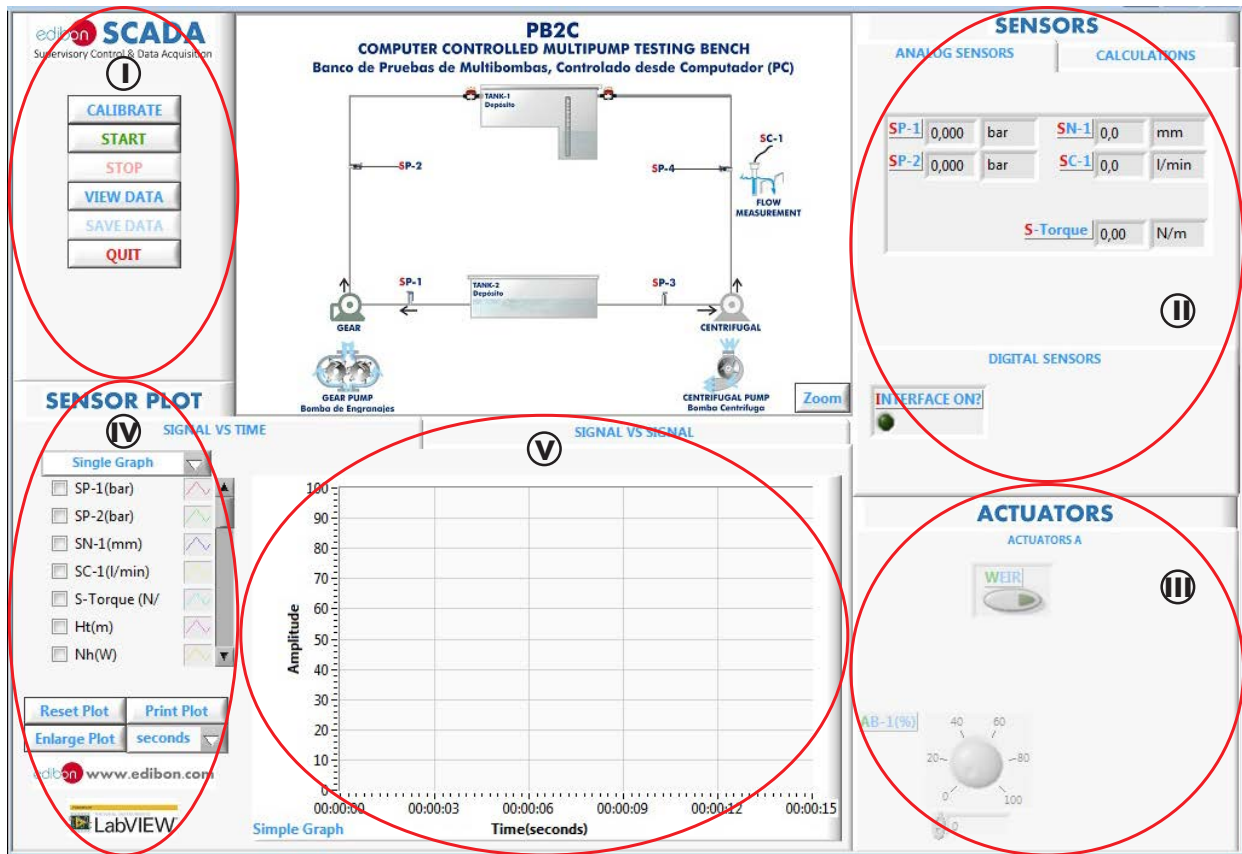 edibon SCADA
Supervisory Control & Data Acquisition
I
CALIBRATE
START
STOP
VIEW DATA
SAVE DATA
QUIT
PB2C
COMPUTER CONTROLLED MULTIPUMP TESTING BENCH
Banco de Pruebas de Multibombas, Controlado desde Computador (PC)
TANK-1
Depósito
SC-1
SP-2
SP-4
FLOW
MEASUREMENT
SP-1
TANK-2
Depósito
SP-3
GEAR
CENTRIFUGAL
GEAR PUMP
Bomba de Engranajes
CENTRIFUGAL PUMP
Bomba Centrífuga
Zoom
SENSORS
ANALOG SENSORS
CALCULATIONS
SP-1 0,000 bar SN-1 0,0 mm
SP-2 0,000 bar SC-1 0,0 l/min
S-Torque 0,00 N/m
II
DIGITAL SENSORS
INTERFACE ON?
SENSOR PLOT
IV
SIGNAL VS TIME
SIGNAL VS SIGNAL
V
Single Graph
SP-1(bar)
SP-2(bar)
SN-1(mm)
SC-1(l/min)
S-Torque (N/
Ht(m)
Nh(W)
Reset Plot Print Plot
Enlarge Plot seconds
edibon www.edibon.com
LabVIEW
Amplitude
100
90
80
70
60
50
40
30
20
10
0
00:00:00 00:00:03 00:00:06 00:00:09 00:00:12 00:00:15
Simple Graph
Time(seconds)
ACTUATORS
ACTUATORS A
WEIR
III
AB-1(%)
0 20 40 60 80 100
0